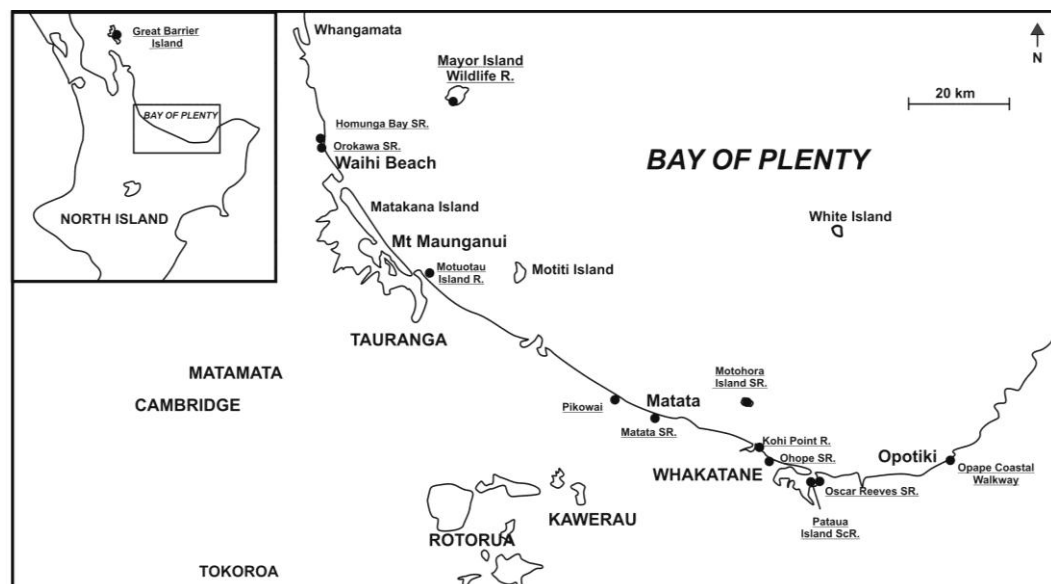 Great Barrier
Island
BAY OF PLENTY
NORTH ISLAND
Whangamata
Mayor Island
Wildlife R.
N
20 km
Homunga Bay SR.
Orokawa SR.
Waihi Beach
BAY OF PLENTY
Matakana Island
White Island
Mt Maunganui
Motuotau
Island R.
Motiti Island
TAURANGA
MATAMATA
CAMBRIDGE
Motohora
Island SR.
Pikowai
Matata
Matata SR.
Kohi Point R.
Ohope SR.
WHAKATANE
Opotiki
Opape Coastal
Walkway
Oscar Reeves SR.
Pataua
Island ScR.
KAWERAU
ROTORUA
TOKOROA